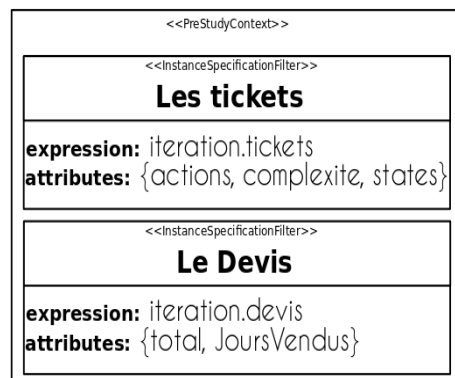 <<PreStudyContext>>
<<InstanceSpecificationFilter>>
Les tickets
expression: iteration.tickets
attributes: {actions, complexite, states}
<<InstanceSpecificationFilter>>
Le Devis
expression: iteration.devis
attributes: {total, JoursVendus}